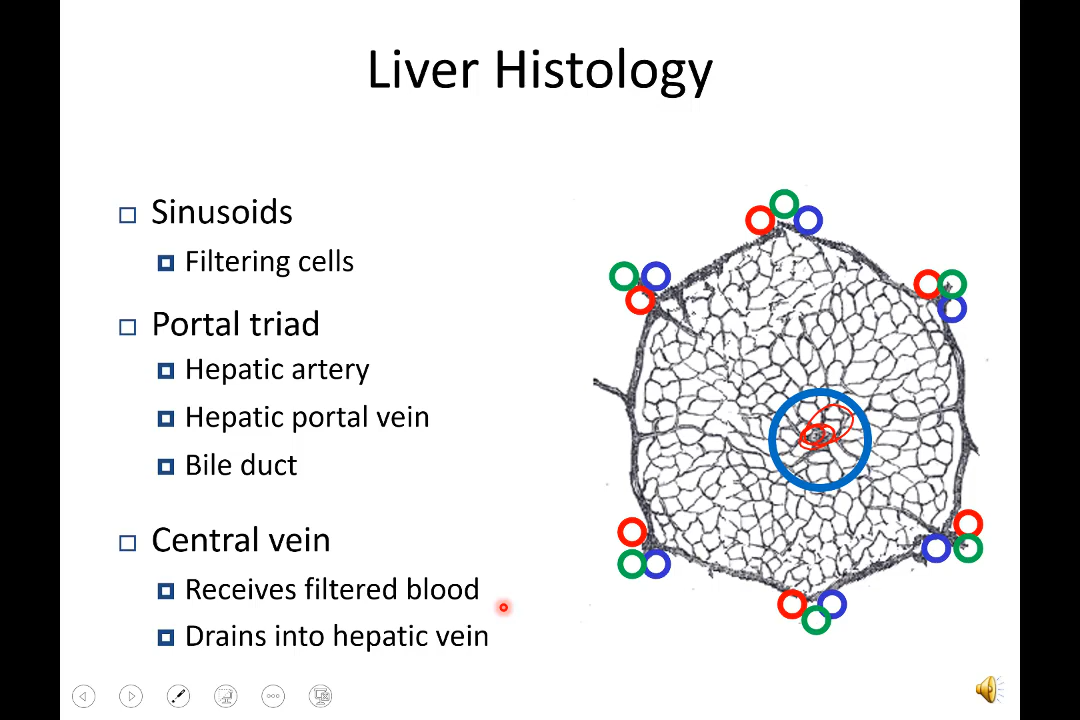 Liver Histology
Sinusoids
Filtering cells
Portal triad
Hepatic artery
Hepatic portal vein
Bile duct
Central vein
Receives filtered blood
Drains into hepatic vein